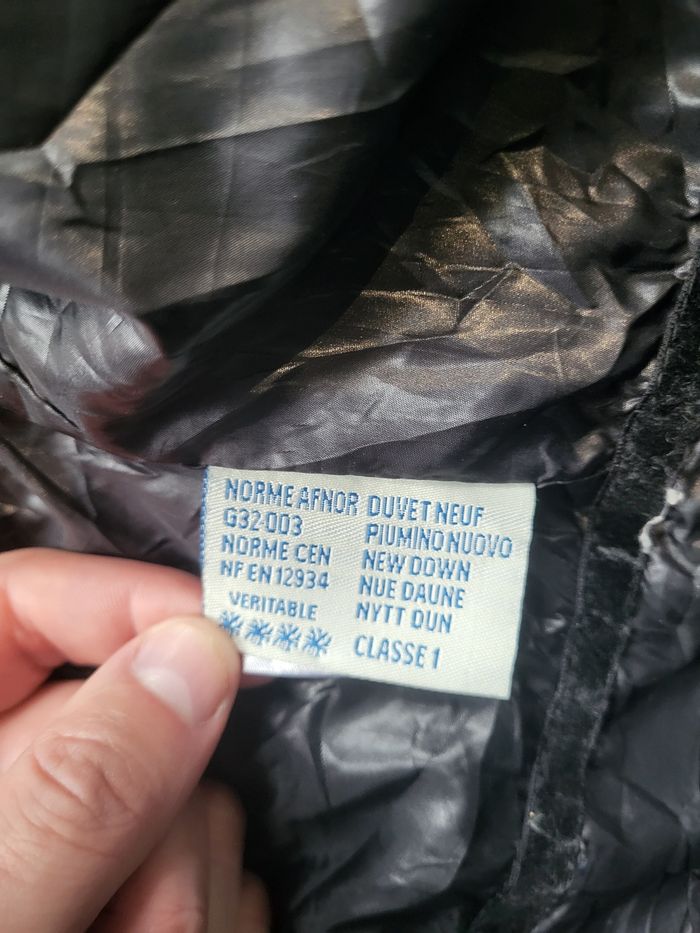 NORME AFNOR
G32-003
NORME CEN
NF EN 12934
VERITABLE
DUVET NEUF
PIUMINO NUOVO
NEW DOWN
NUE DAUNE
NYTT DUN
CLASSE 1